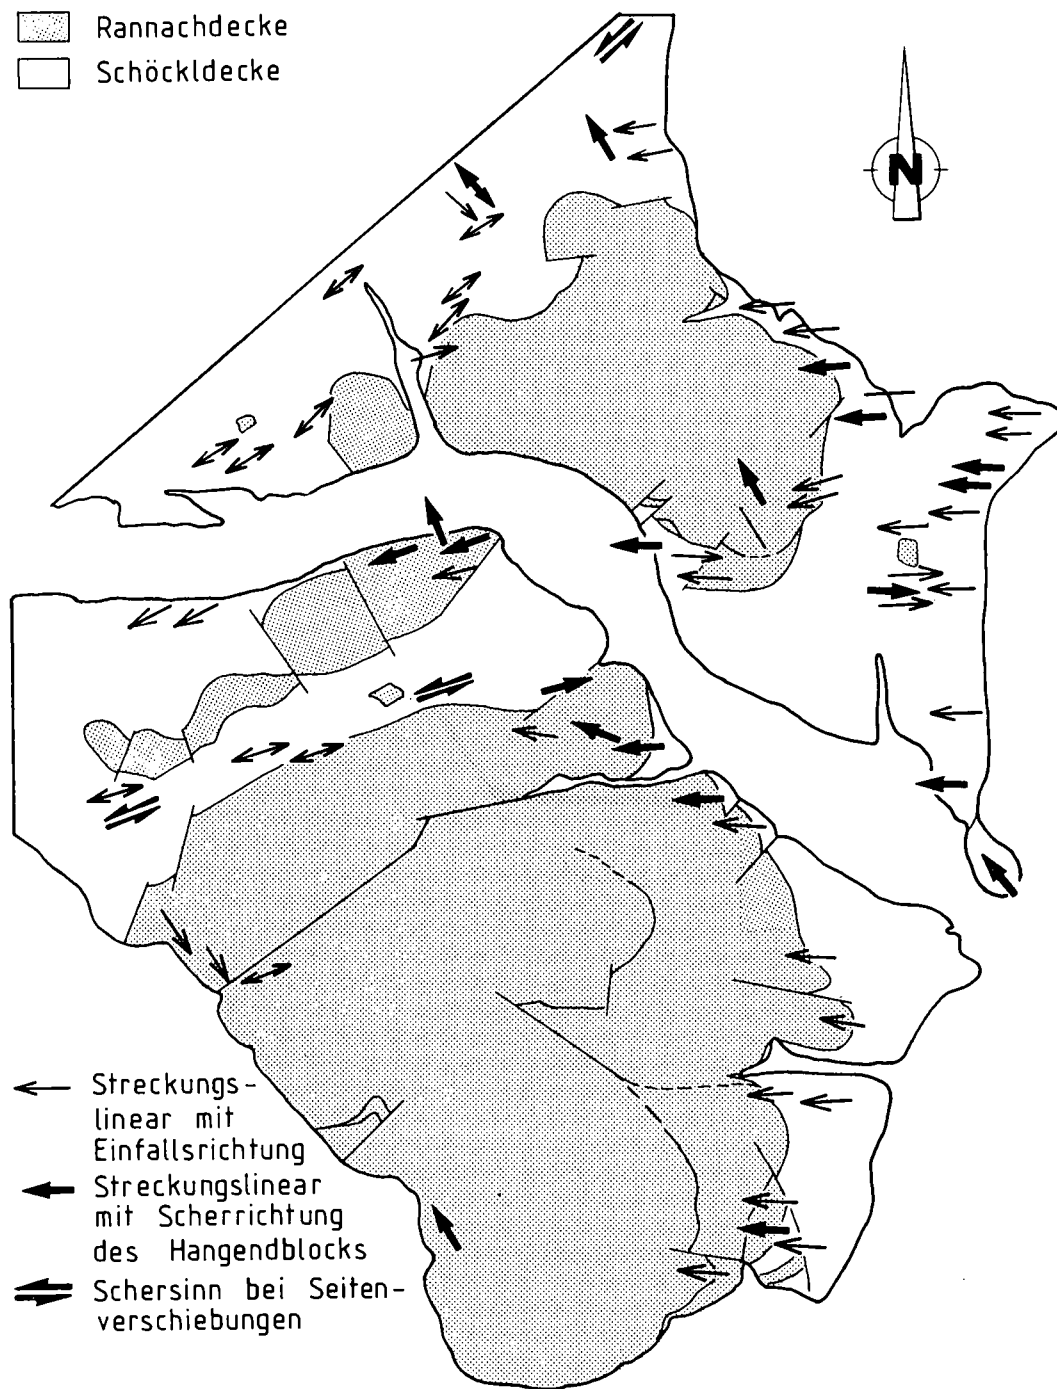 Rannachdecke
Schöckldecke
N
Streckungs-
linear mit
Einfallsrichtung
Streckungslinear
mit Scherrichtung
des Hangendblocks
Schersinn bei Seiten-
verschiebungen